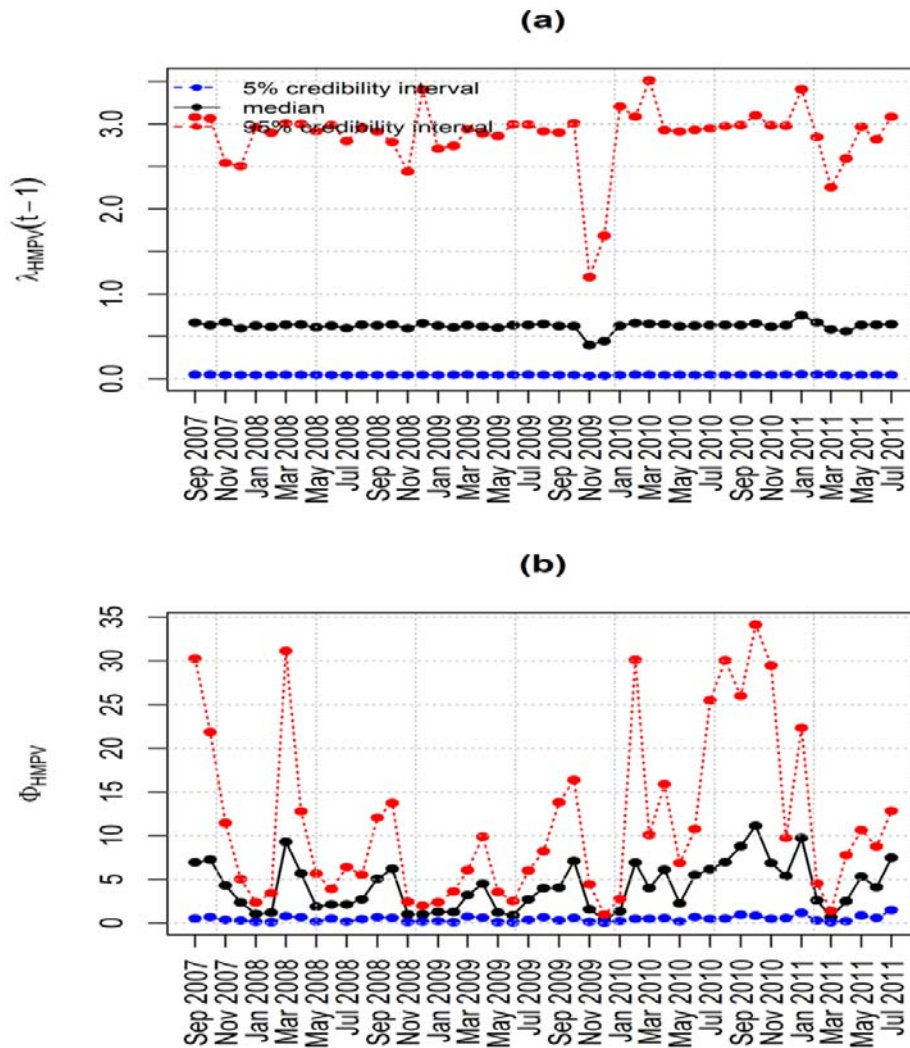 (a)
5% credibility interval
median
95% credibility interval
λHMPV(t−1)
3.0
2.0
1.0
0.0
Sep 2007
Nov 2007
Jan 2008
Mar 2008
May 2008
Jul 2008
Sep 2008
Nov 2008
Jan 2009
Mar 2009
May 2009
Jul 2009
Sep 2009
Nov 2009
Jan 2010
Mar 2010
May 2010
Jul 2010
Sep 2010
Nov 2010
Jan 2011
Mar 2011
May 2011
Jul 2011
(b)
ΦHMPV
35
30
25
20
15
10
5
0
Sep 2007
Nov 2007
Jan 2008
Mar 2008
May 2008
Jul 2008
Sep 2008
Nov 2008
Jan 2009
Mar 2009
May 2009
Jul 2009
Sep 2009
Nov 2009
Jan 2010
Mar 2010
May 2010
Jul 2010
Sep 2010
Nov 2010
Jan 2011
Mar 2011
May 2011
Jul 2011